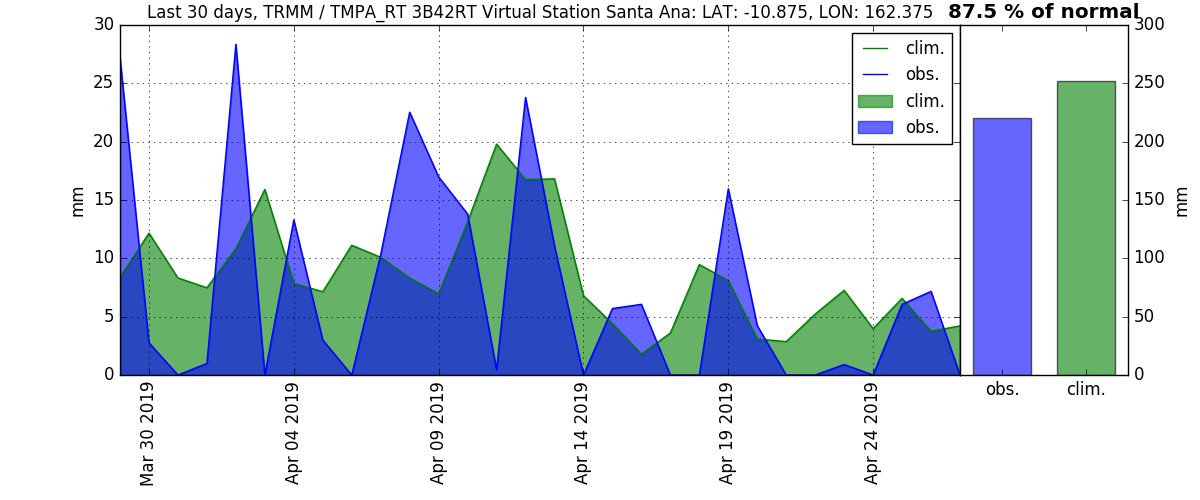 Last 30 days, TRMM / TMPA_RT 3B42RT Virtual Station Santa Ana: LAT: -10.875, LON: 162.375
87.5 % of normal
clim.
obs.
clim.
obs.
mm
30
25
20
15
10
5
0
Mar 30 2019
Apr 04 2019
Apr 09 2019
Apr 14 2019
Apr 19 2019
Apr 24 2019
300
250
200
150
100
50
0
mm
obs.
clim.